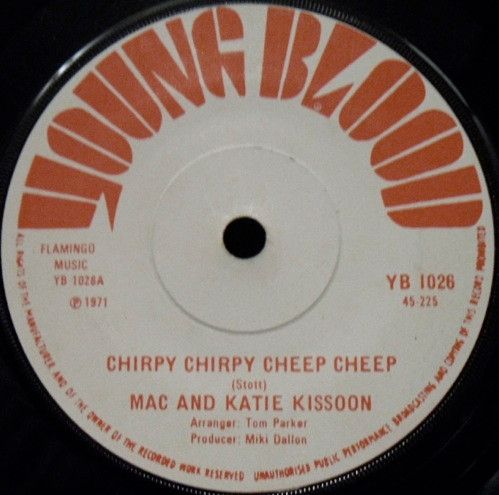 YOUNG BLOOD
®
FLAMINGO
MUSIC
YB 1026A
℗ 1971
YB 1026
45-225
CHIRPY CHIRPY CHEEP CHEEP
(Stott)
MAC AND KATIE KISSOON
Arranger: Tom Parker
Producer: Miki Dallon
ALL RIGHTS OF THE MANUFACTURER AND OF THE OWNER OF THE RECORDED WORK RESERVED UNAUTHORISED PUBLIC PERFORMANCE BROADCASTING AND COPYING OF THIS RECORD PROHIBITED